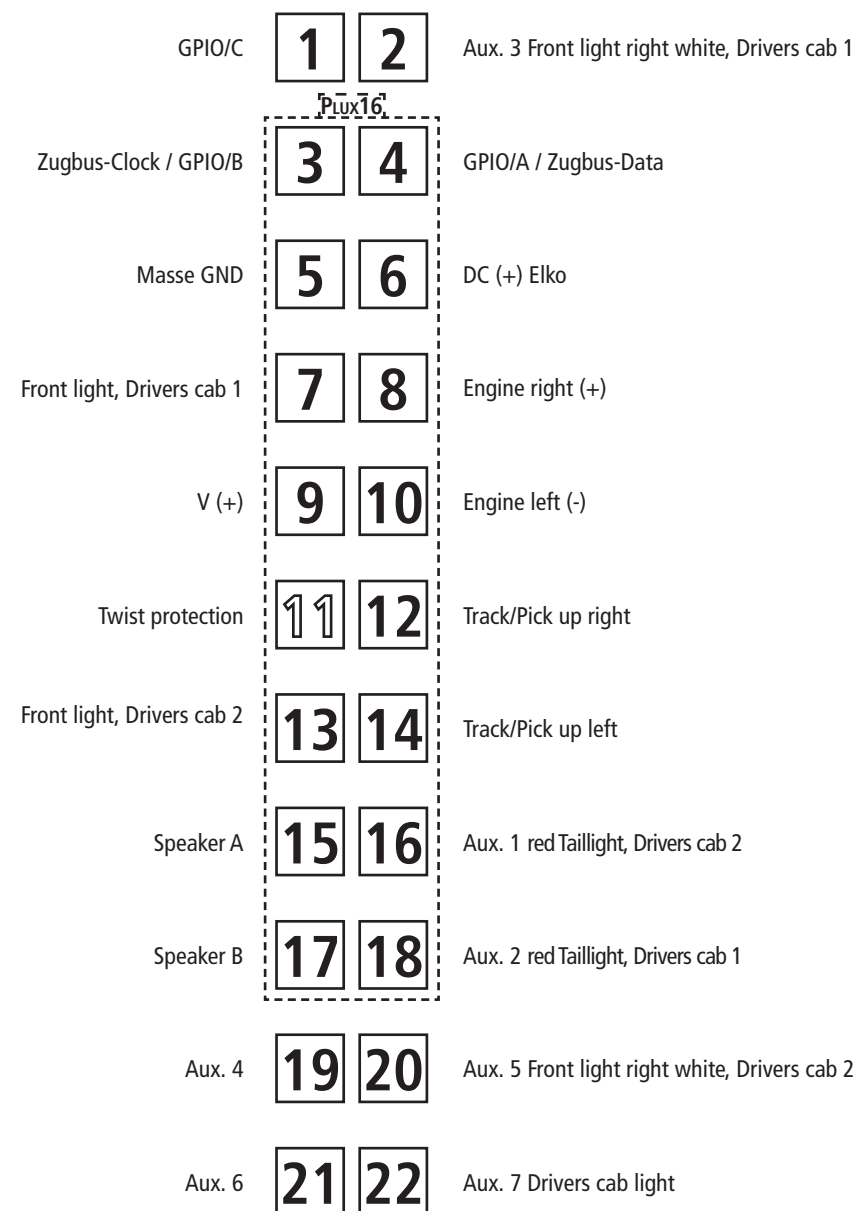 GPIO/C 1 2 Aux. 3 Front light right white, Drivers cab 1
PLUX16
Zugbus-Clock / GPIO/B 3 4 GPIO/A / Zugbus-Data
Masse GND 5 6 DC (+) Elko
Front light, Drivers cab 1 7 8 Engine right (+)
V (+) 9 10 Engine left (-)
Twist protection 11 12 Track/Pick up right
Front light, Drivers cab 2 13 14 Track/Pick up left
Speaker A 15 16 Aux. 1 red Taillight, Drivers cab 2
Speaker B 17 18 Aux. 2 red Taillight, Drivers cab 1
Aux. 4 19 20 Aux. 5 Front light right white, Drivers cab 2
Aux. 6 21 22 Aux. 7 Drivers cab light